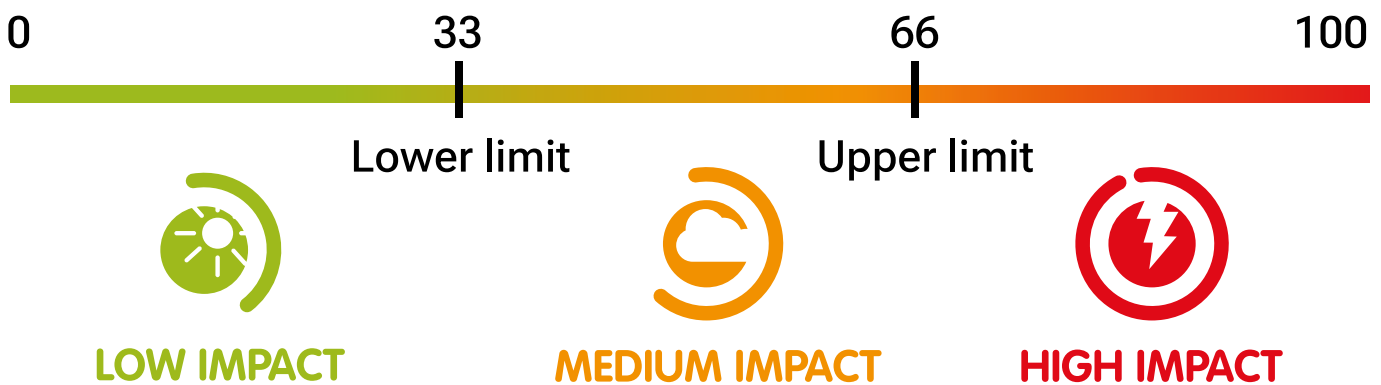 0 33 66 100
Lower limit Upper limit
LOW IMPACT MEDIUM IMPACT HIGH IMPACT